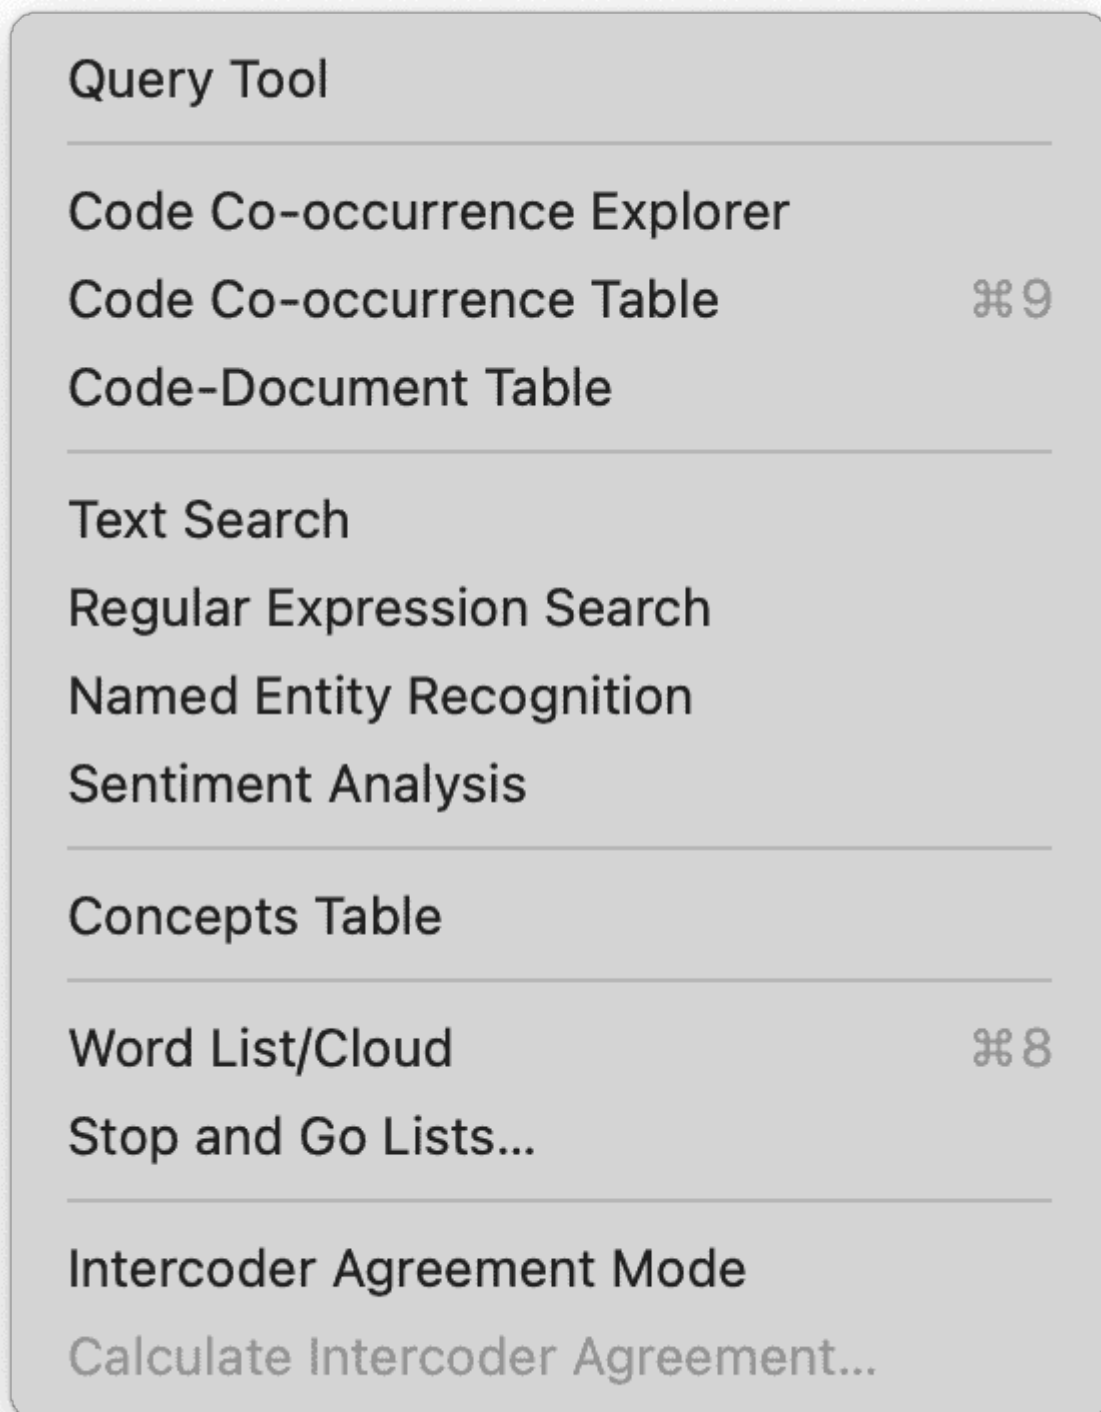 Query Tool
Code Co-occurrence Explorer
Code Co-occurrence Table ⌘9
Code-Document Table
Text Search
Regular Expression Search
Named Entity Recognition
Sentiment Analysis
Concepts Table
Word List/Cloud ⌘8
Stop and Go Lists...
Intercoder Agreement Mode
Calculate Intercoder Agreement...